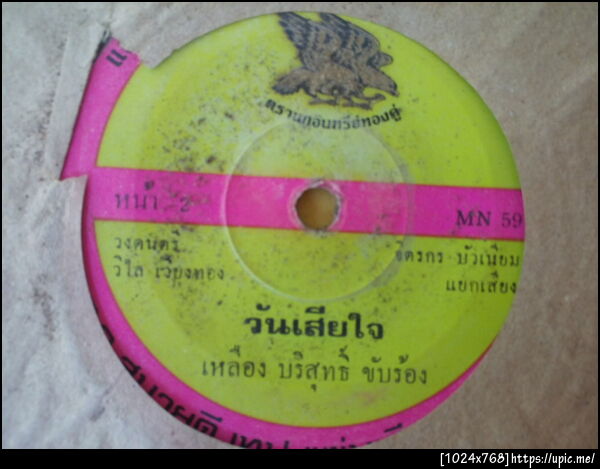 ตรานกอินทรีย์ทองคู่
หน้า 2
MN 59
วงดนตรี
วิไล เวียงทอง
จิตรกร บัวเนียม
แยกเสียง
วันเสียใจ
เหลือง บริสุทธิ์ ขับร้อง
[1024x768]https://upic.me/